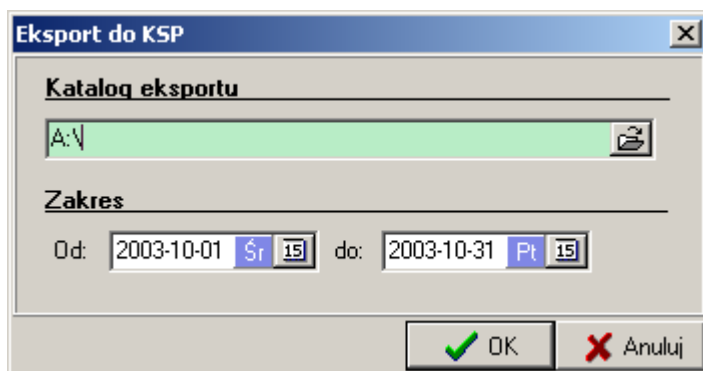 Eksport do KSP
Katalog eksportu
A:\
Zakres
Od: 2003-10-01 Śr 15 do: 2003-10-31 Pt 15
OK Anuluj